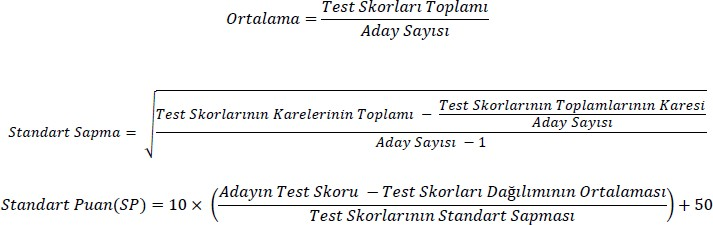 Ortalama = Test Skorları Toplamı / Aday Sayısı
Standart Sapma = √((Test Skorlarının Karelerinin Toplamı − (Test Skorlarının Toplamlarının Karesi / Aday Sayısı)) / (Aday Sayısı − 1))
Standart Puan(SP) = 10 × ((Adayın Test Skoru − Test Skorları Dağılımının Ortalaması) / Test Skorlarının Standart Sapması) + 50